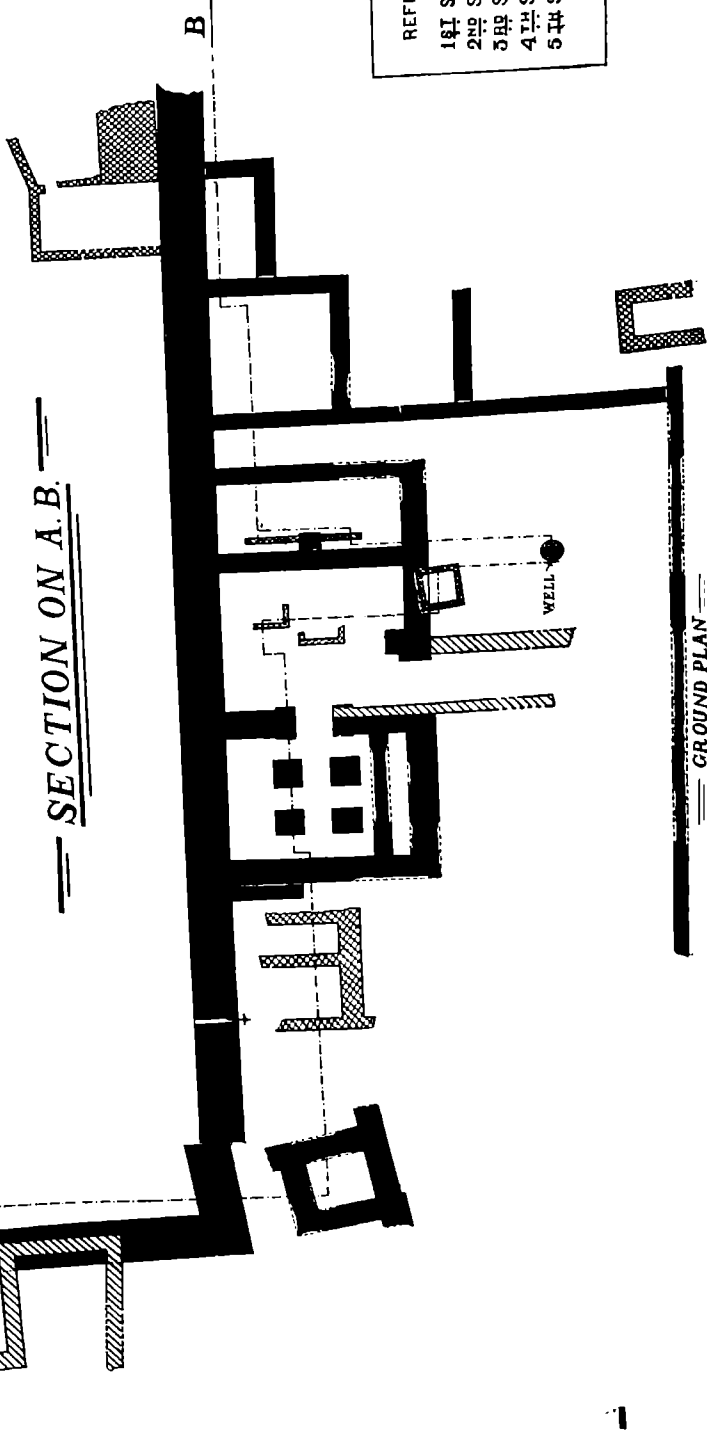 B
REF
1ST S
2ND S
3RD S
4TH S
5TH S
SECTION ON A.B.
WELL
GROUND PLAN